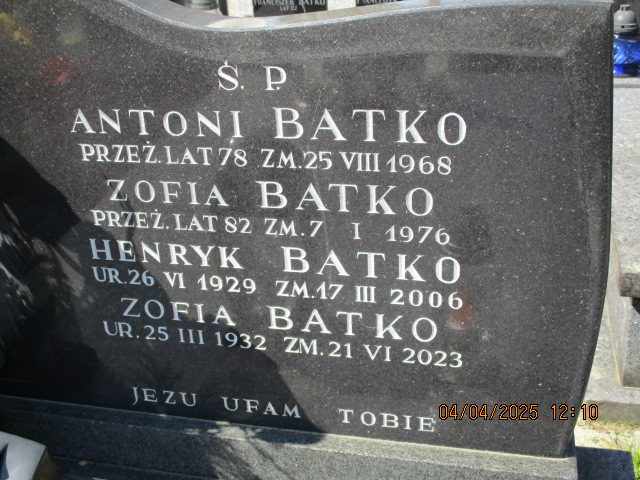 FRANCISZEK BATKO
Ś. P.
ANTONI BATKO
PRZEŻ. LAT 78 ZM. 25 VIII 1968
ZOFIA BATKO
PRZEŻ. LAT 82 ZM. 7 I 1976
HENRYK BATKO
UR. 26 VI 1929 ZM. 17 III 2006
ZOFIA BATKO
UR. 25 III 1932 ZM. 21 VI 2023
JEZU UFAM TOBIE
04/04/2025 12:10